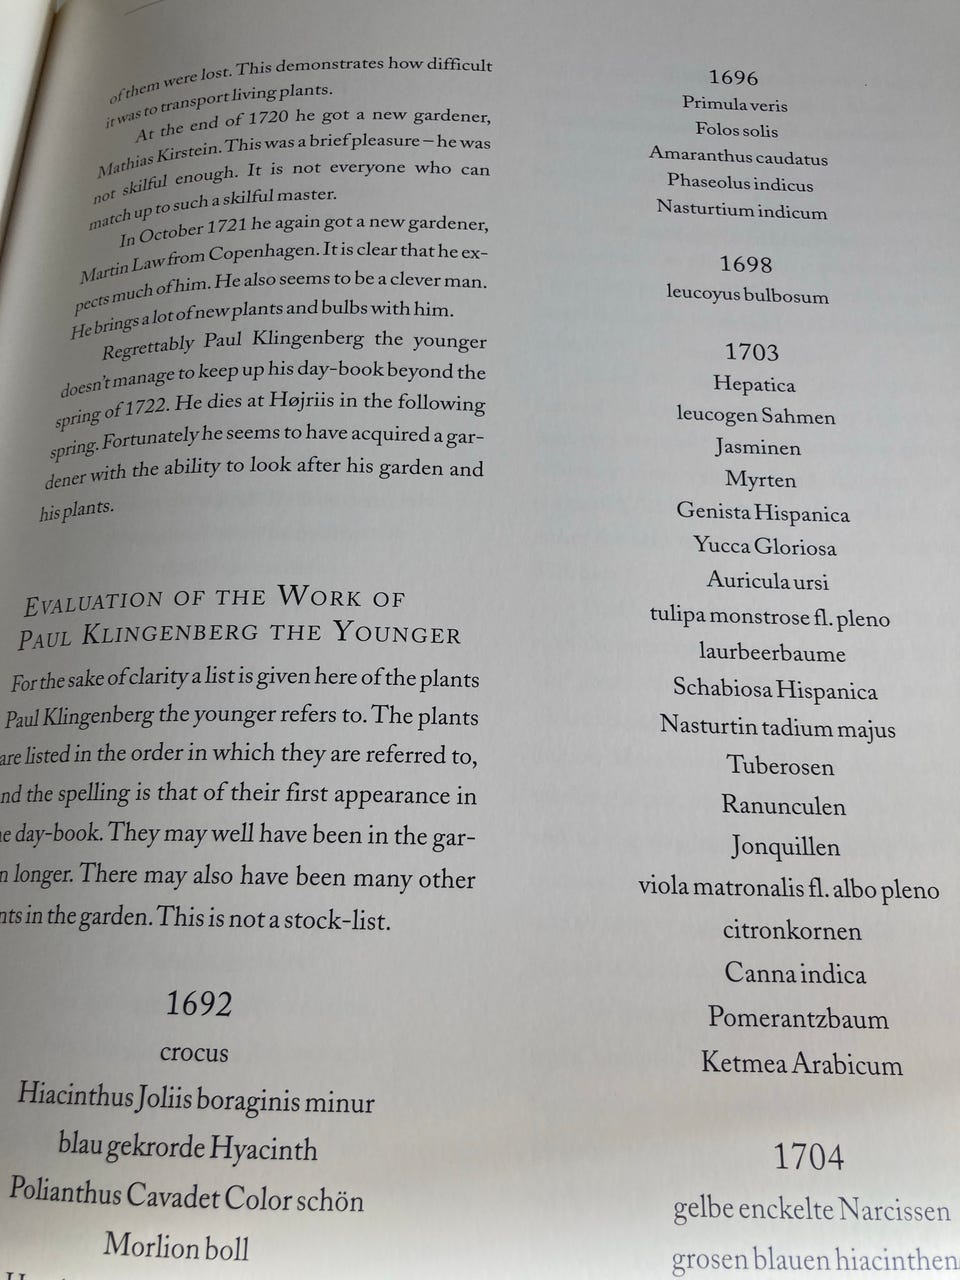 of them were lost. This demonstrates how difficult
it was to transport living plants.
At the end of 1720 he got a new gardener,
Mathias Kirstein. This was a brief pleasure – he was
not skilful enough. It is not everyone who can
match up to such a skilful master.
In October 1721 he again got a new gardener,
Martin Law from Copenhagen. It is clear that he ex-
pects much of him. He also seems to be a clever man.
He brings a lot of new plants and bulbs with him.
Regrettably Paul Klingenberg the younger
doesn't manage to keep up his day-book beyond the
spring of 1722. He dies at Højriis in the following
spring. Fortunately he seems to have acquired a gar-
dener with the ability to look after his garden and
his plants.
EVALUATION OF THE WORK OF
PAUL KLINGENBERG THE YOUNGER
For the sake of clarity a list is given here of the plants
Paul Klingenberg the younger refers to. The plants
are listed in the order in which they are referred to,
nd the spelling is that of their first appearance in
e day-book. They may well have been in the gar-
n longer. There may also have been many other
nts in the garden. This is not a stock-list.
1692
crocus
Hiacinthus Joliis boraginis minur
blau gekrorde Hyacinth
Polianthus Cavadet Color schön
Morlion boll
1696
Primula veris
Folos solis
Amaranthus caudatus
Phaseolus indicus
Nasturtium indicum
1698
leucoyus bulbosum
1703
Hepatica
leucogen Sahmen
Jasminen
Myrten
Genista Hispanica
Yucca Gloriosa
Auricula ursi
tulipa monstrose fl. pleno
laurbeerbaume
Schabiosa Hispanica
Nasturtin tadium majus
Tuberosen
Ranunculen
Jonquillen
viola matronalis fl. albo pleno
citronkornen
Canna indica
Pomerantzbaum
Ketmea Arabicum
1704
gelbe enckelte Narcissen
grosen blauen hiacinthen